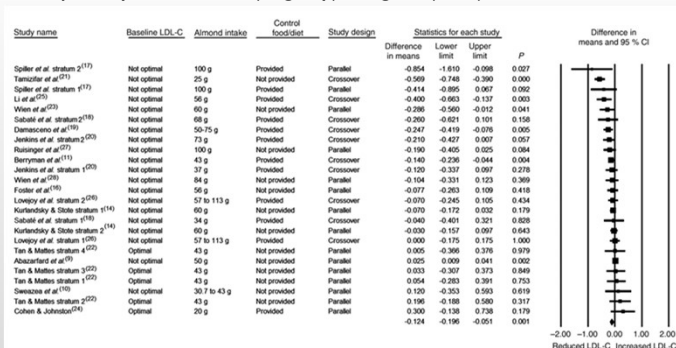 Study name Baseline LDL-C Almond intake Control food/diet Study design Statistics for each study Difference in means and 95 % CI
Difference in means Lower limit Upper limit P
Spiller et al. stratum 2(17) Not optimal 100 g Provided Parallel -0.854 -1.610 -0.098 0.027
Tamizifar et al.(21) Not optimal 25 g Not provided Crossover -0.569 -0.748 -0.390 0.000
Spiller et al. stratum 1(17) Not optimal 100 g Provided Parallel -0.414 -0.895 0.067 0.092
Li et al.(25) Not optimal 56 g Provided Crossover -0.400 -0.663 -0.137 0.003
Wien et al.(23) Not optimal 60 g Not provided Parallel -0.286 -0.560 -0.012 0.041
Sabaté et al. stratum 2(18) Not optimal 68 g Provided Crossover -0.260 -0.621 0.101 0.158
Damasceno et al.(19) Not optimal 50-75 g Provided Crossover -0.247 -0.419 -0.076 0.005
Jenkins et al. stratum 2(20) Not optimal 73 g Provided Crossover -0.210 -0.427 0.007 0.057
Ruisinger et al.(27) Not optimal 100 g Not provided Parallel -0.190 -0.405 0.025 0.084
Berryman et al.(11) Not optimal 43 g Provided Crossover -0.140 -0.236 -0.044 0.004
Jenkins et al. stratum 1(20) Not optimal 37 g Provided Crossover -0.120 -0.337 0.097 0.278
Wien et al.(28) Not optimal 84 g Not provided Parallel -0.104 -0.331 0.123 0.369
Foster et al.(16) Not optimal 56 g Not provided Parallel -0.077 -0.263 0.109 0.418
Lovejoy et al. stratum 2(26) Not optimal 57 to 113 g Provided Crossover -0.070 -0.245 0.105 0.434
Kurlandsky & Stote stratum 1(14) Not optimal 60 g Not provided Parallel -0.070 -0.172 0.032 0.179
Sabaté et al. stratum 1(18) Not optimal 34 g Provided Crossover -0.040 -0.401 0.321 0.828
Kurlandsky & Stote stratum 2(14) Not optimal 60 g Not provided Parallel -0.030 -0.157 0.097 0.643
Lovejoy et al. stratum 1(26) Not optimal 57 to 113 g Provided Crossover 0.000 -0.175 0.175 1.000
Tan & Mattes stratum 4(22) Optimal 43 g Not provided Parallel 0.005 -0.366 0.376 0.979
Abazarfard et al.(9) Not optimal 50 g Not provided Parallel 0.025 0.009 0.041 0.002
Tan & Mattes stratum 3(22) Optimal 43 g Not provided Parallel 0.033 -0.307 0.373 0.849
Tan & Mattes stratum 1(22) Optimal 43 g Not provided Parallel 0.054 -0.283 0.391 0.753
Sweazea et al.(10) Not optimal 30.7 to 43 g Not provided Parallel 0.120 -0.353 0.593 0.619
Tan & Mattes stratum 2(22) Optimal 43 g Not provided Parallel 0.196 -0.188 0.580 0.317
Cohen & Johnston(24) Optimal 20 g Provided Parallel 0.300 -0.138 0.738 0.179
-0.124 -0.196 -0.051 0.001
-2.00 -1.00 0.00 1.00 2.00
Reduced LDL-C Increased LDL-C